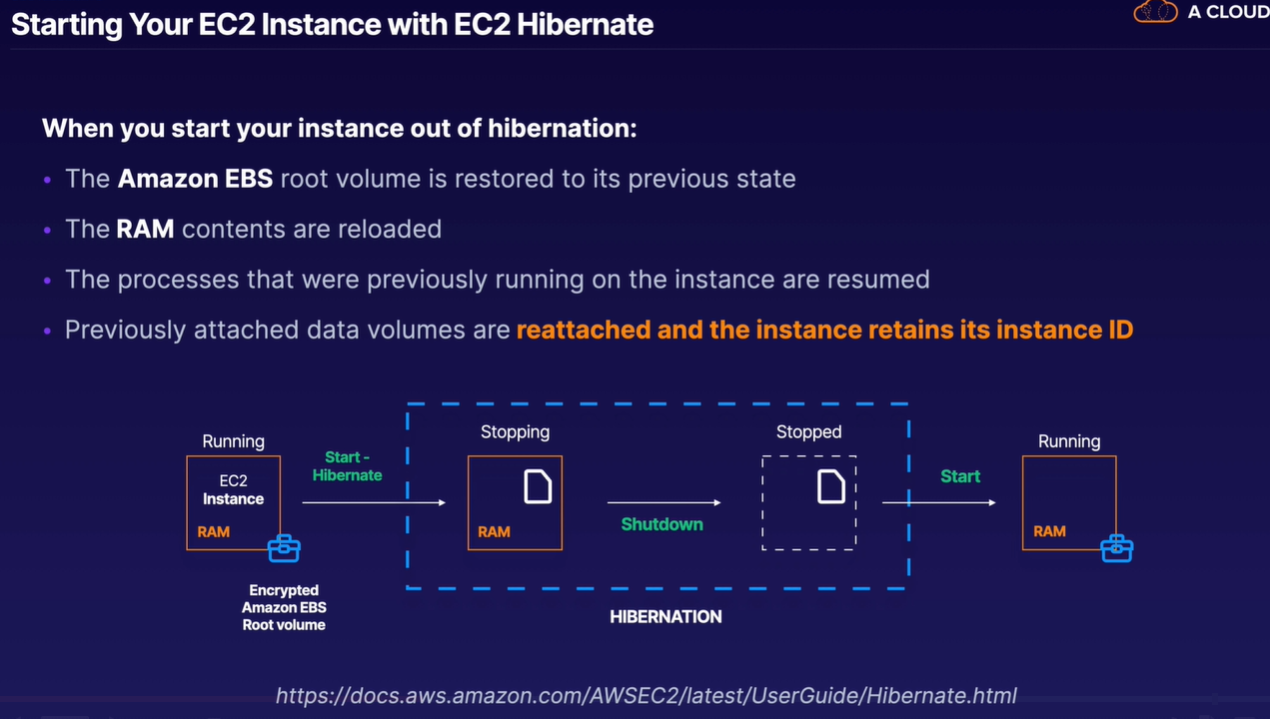 Starting Your EC2 Instance with EC2 Hibernate
A CLOUD
When you start your instance out of hibernation:
• The Amazon EBS root volume is restored to its previous state
• The RAM contents are reloaded
• The processes that were previously running on the instance are resumed
• Previously attached data volumes are reattached and the instance retains its instance ID
Running
EC2
Instance
RAM
Encrypted
Amazon EBS
Root volume
Start -
Hibernate
Stopping
RAM
Shutdown
Stopped
HIBERNATION
Start
Running
RAM
https://docs.aws.amazon.com/AWSEC2/latest/UserGuide/Hibernate.html